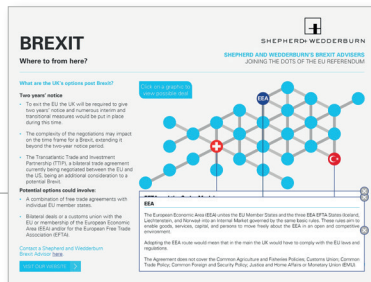 BREXIT
Where to from here?
SHEPHERD+ WEDDERBURN
SHEPHERD AND WEDDERBURN'S BREXIT ADVISERS
JOINING THE DOTS OF THE EU REFERENDUM
What are the UK's options post Brexit?
Two years' notice
• To exit the EU the UK will be required to give
two years' notice and numerous interim and
transitional measures would be put in place
during this time.
• The complexity of the negotiations may impact
on the time frame for a Brexit, extending it
beyond the two-year notice period.
• The Transatlantic Trade and Investment
Partnership (TTIP), a bilateral trade agreement
currently being negotiated between the EU and
the US, being an additional consideration to a
potential Brexit.
Potential options could involve:
• A combination of free trade agreements with
individual EU member states.
• Bilateral deals or a customs union with the
EU or membership of the European Economic
Area (EEA) and/or for the European Free Trade
Association (EFTA).
Contact a Shepherd and Wedderburn
Brexit Adviser here.
VISIT OUR WEBSITE
Click on a graphic to
view possible deal
EEA
EEA
The European Economic Area (EEA) unites the EU Member States and the three EEA EFTA States (Iceland,
Liechtenstein, and Norway) into an Internal Market governed by the same basic rules. These rules aim to
enable goods, services, capital, and persons to move freely about the EEA in an open and competitive
environment.
Adopting the EEA route would mean that in the main the UK would have to comply with the EU laws and
regulations.
The Agreement does not cover the Common Agriculture and Fisheries Policies; Customs Union; Common
Trade Policy; Common Foreign and Security Policy; Justice and Home Affairs or Monetary Union (EMU).